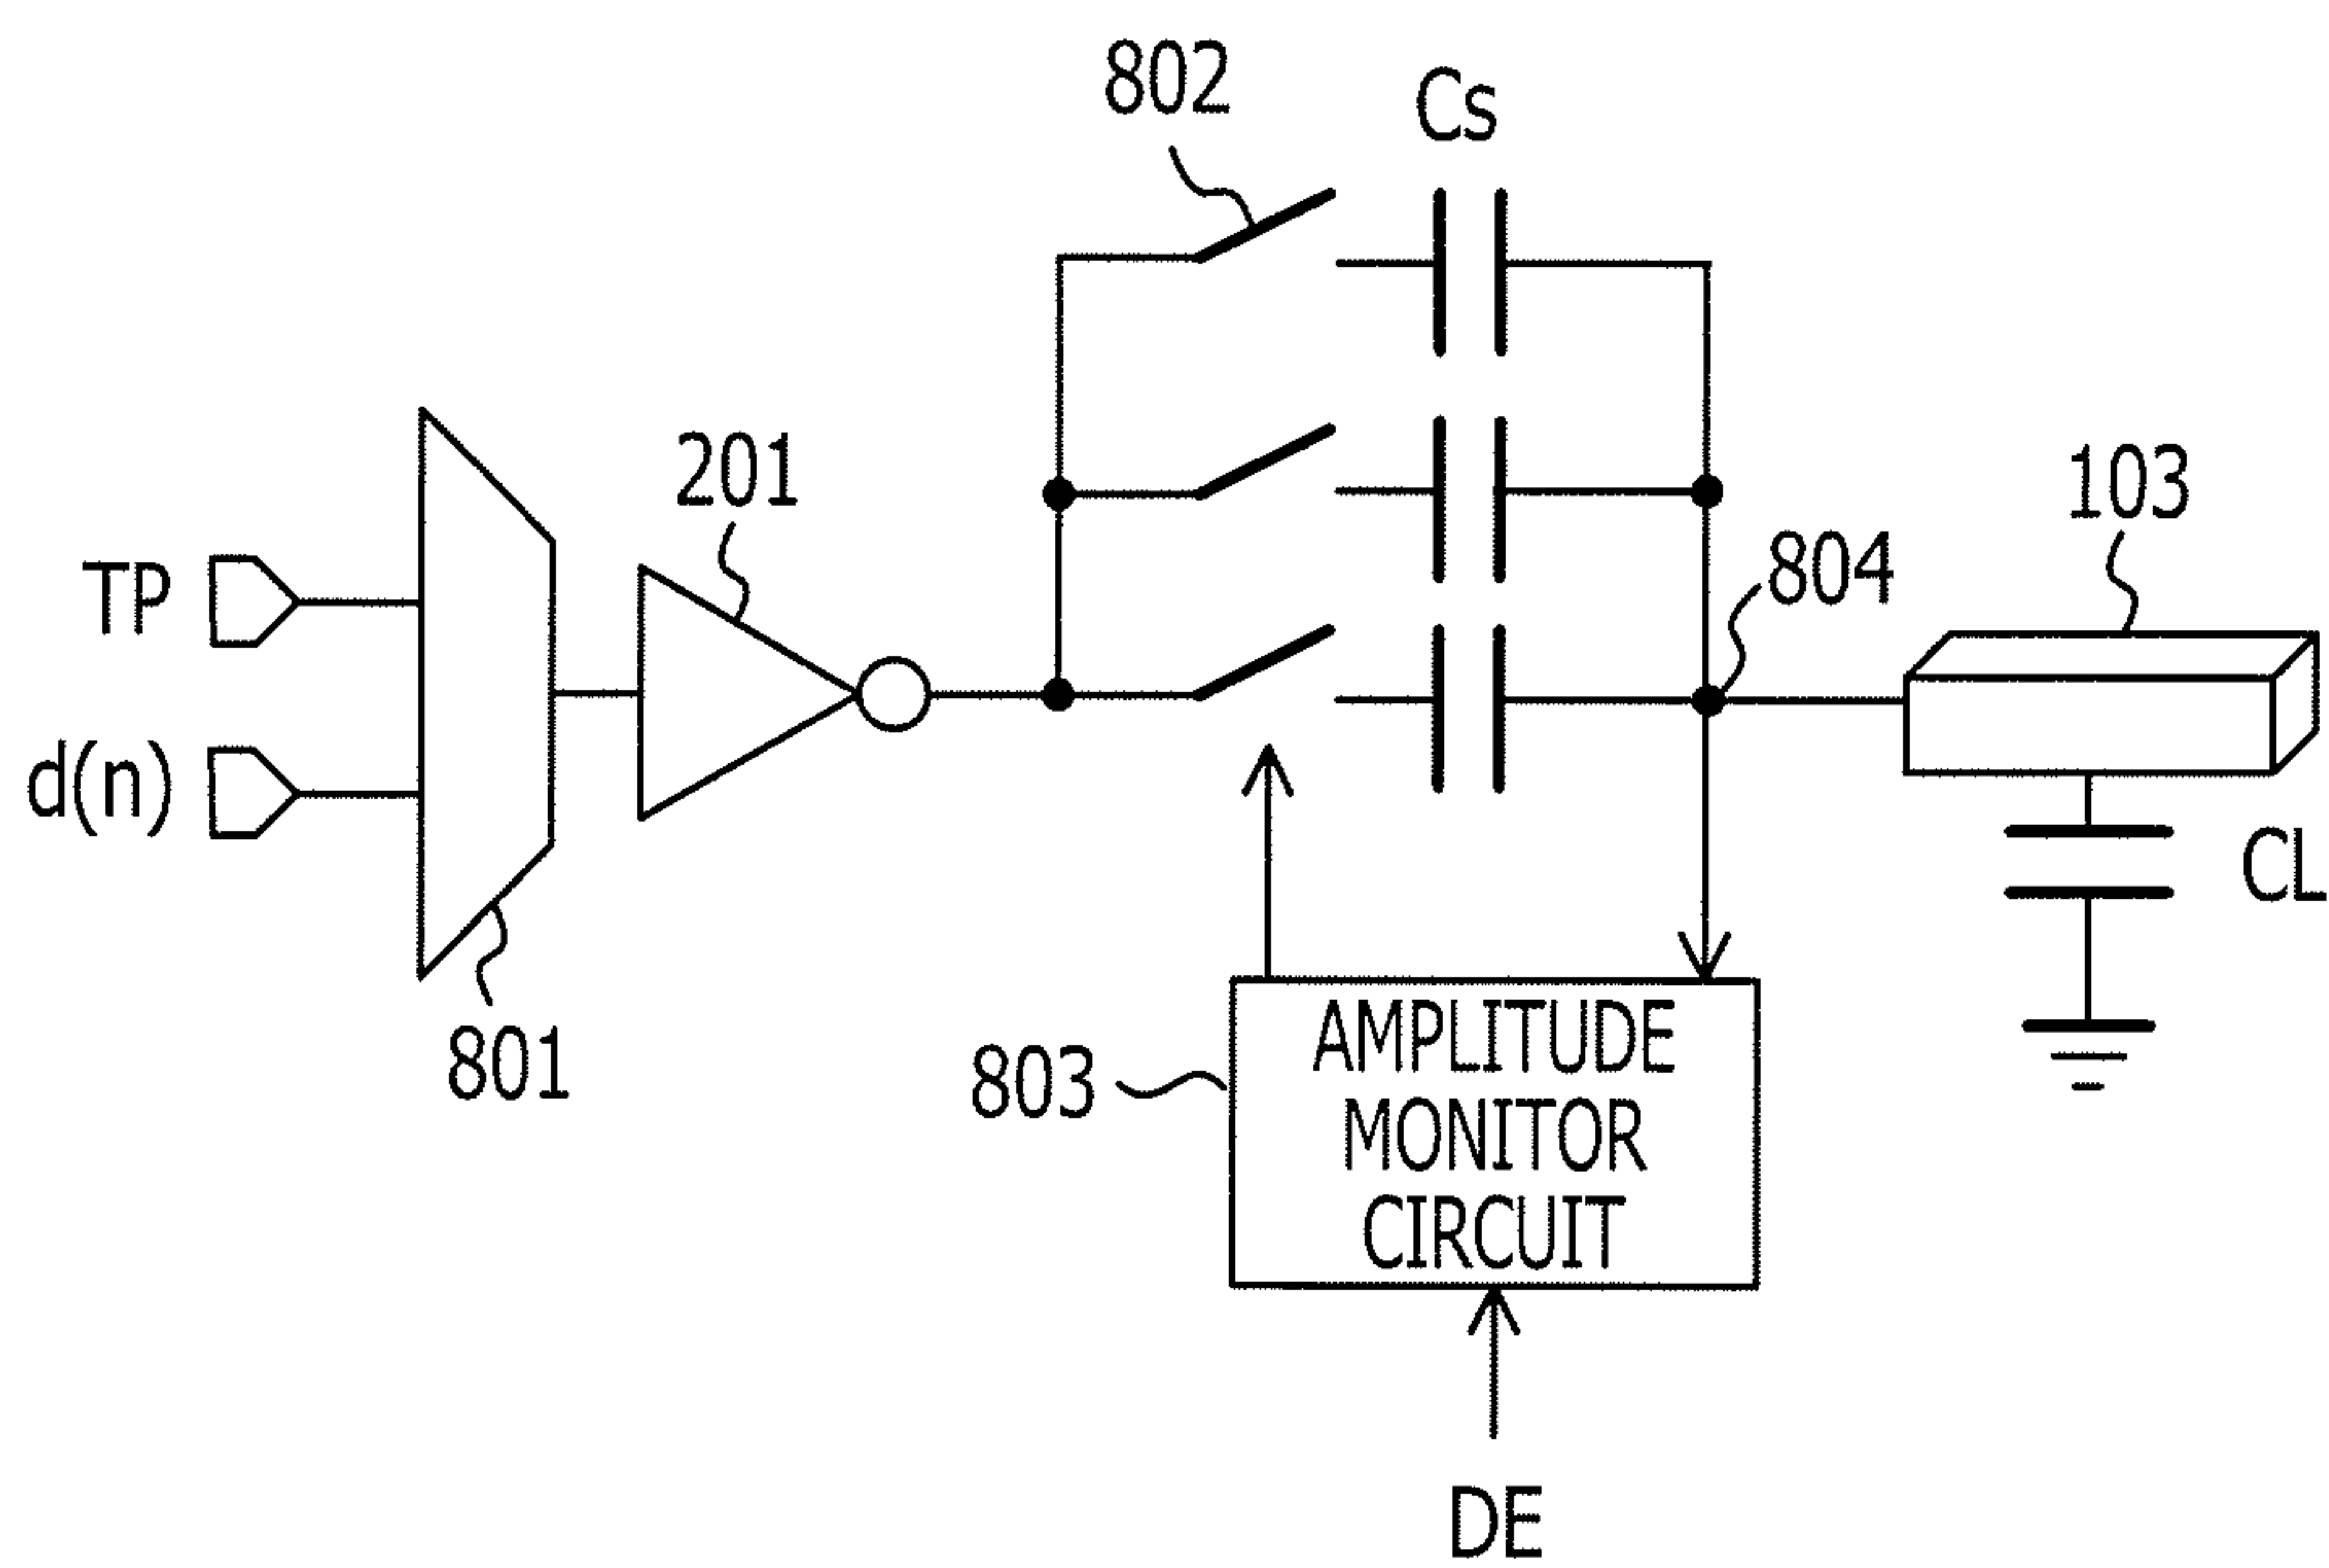 802
Cs
201
103
804
TP
d(n)
CL
801
803
AMPLITUDE
MONITOR
CIRCUIT
DE